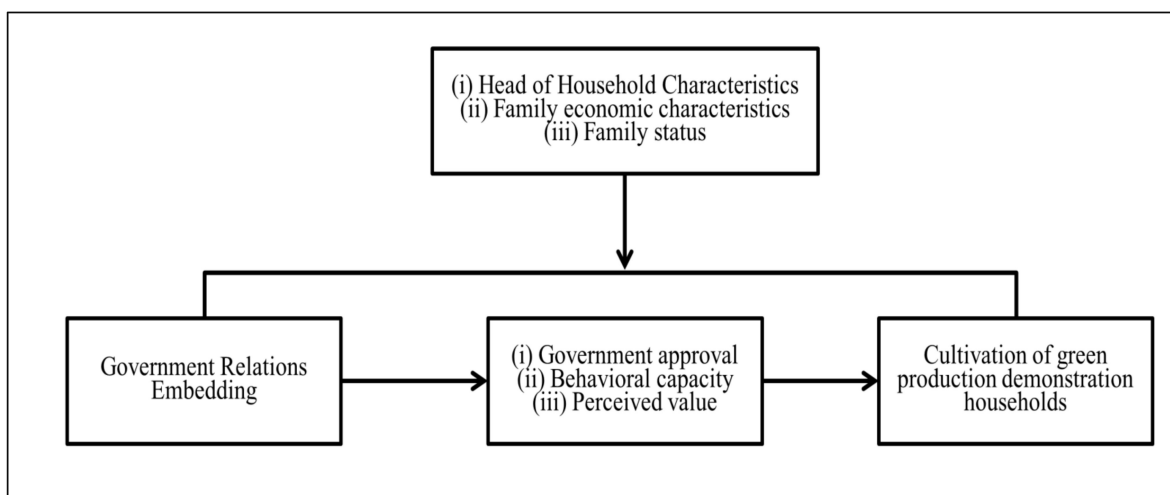 (i) Head of Household Characteristics
(ii) Family economic characteristics
(iii) Family status
Government Relations
Embedding
(i) Government approval
(ii) Behavioral capacity
(iii) Perceived value
Cultivation of green
production demonstration
households